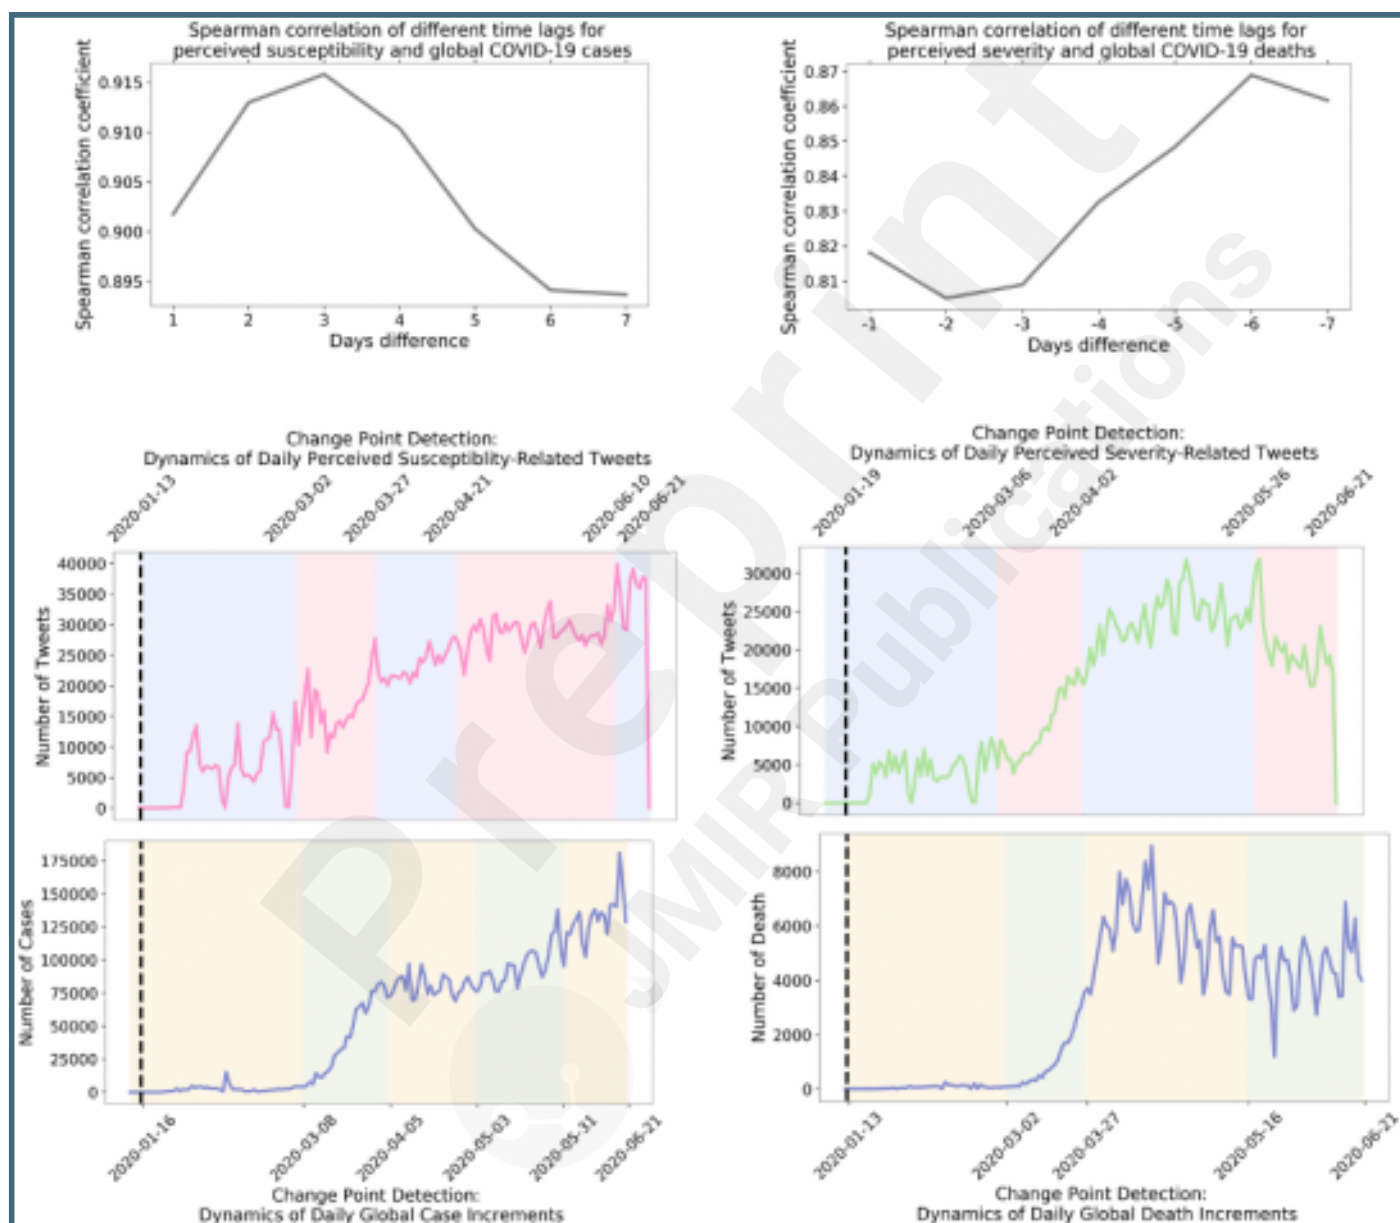 Spearman correlation of different time lags for
perceived susceptibility and global COVID-19 cases
Spearman correlation coefficient
0.915
0.910
0.905
0.900
0.895
1 2 3 4 5 6 7
Days difference
Spearman correlation of different time lags for
perceived severity and global COVID-19 deaths
Spearman correlation coefficient
0.87
0.86
0.85
0.84
0.83
0.82
0.81
-1 -2 -3 -4 -5 -6 -7
Days difference
Change Point Detection:
Dynamics of Daily Perceived Susceptiblity-Related Tweets
2020-01-13 2020-03-02 2020-03-27 2020-04-21 2020-06-10 2020-06-21
Number of Tweets
40000
35000
30000
25000
20000
15000
10000
5000
0
Change Point Detection:
Dynamics of Daily Perceived Severity-Related Tweets
2020-01-19 2020-03-06 2020-04-02 2020-05-26 2020-06-21
Number of Tweets
30000
25000
20000
15000
10000
5000
0
Number of Cases
175000
150000
125000
100000
75000
50000
25000
0
2020-01-16 2020-03-08 2020-04-05 2020-05-03 2020-05-31 2020-06-21
Change Point Detection:
Dynamics of Daily Global Case Increments
Number of Death
8000
6000
4000
2000
0
2020-01-13 2020-03-02 2020-03-27 2020-05-16 2020-06-21
Change Point Detection:
Dynamics of Daily Global Death Increments
Preprint
JMIR Publications